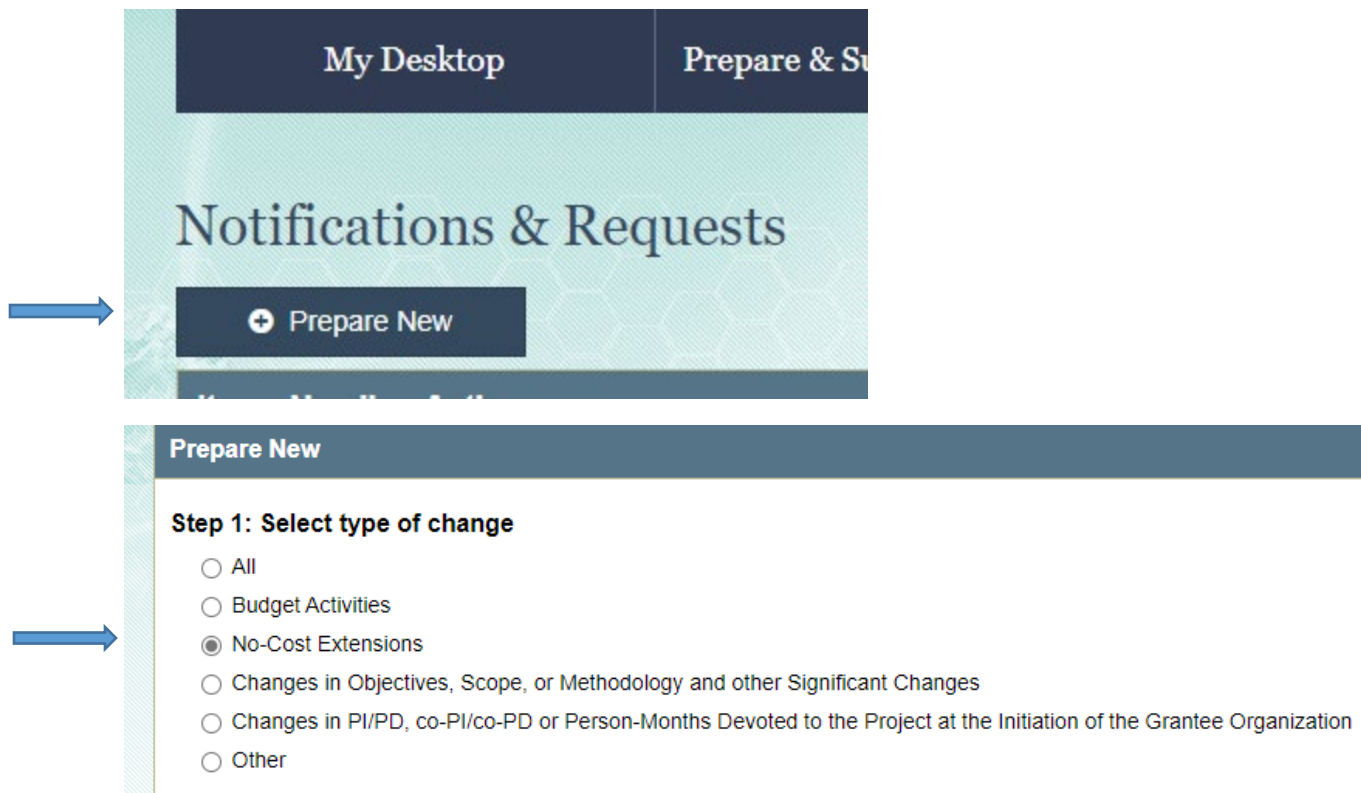 My Desktop
Prepare &
Notifications & Requests
Prepare New
Prepare New
Step 1: Select type of change
All
Budget Activities
No-Cost Extensions
Changes in Objectives, Scope, or Methodology and other Significant Changes
Changes in PI/PD, co-PI/co-PD or Person-Months Devoted to the Project at the Initiation of the Grantee Organization
Other